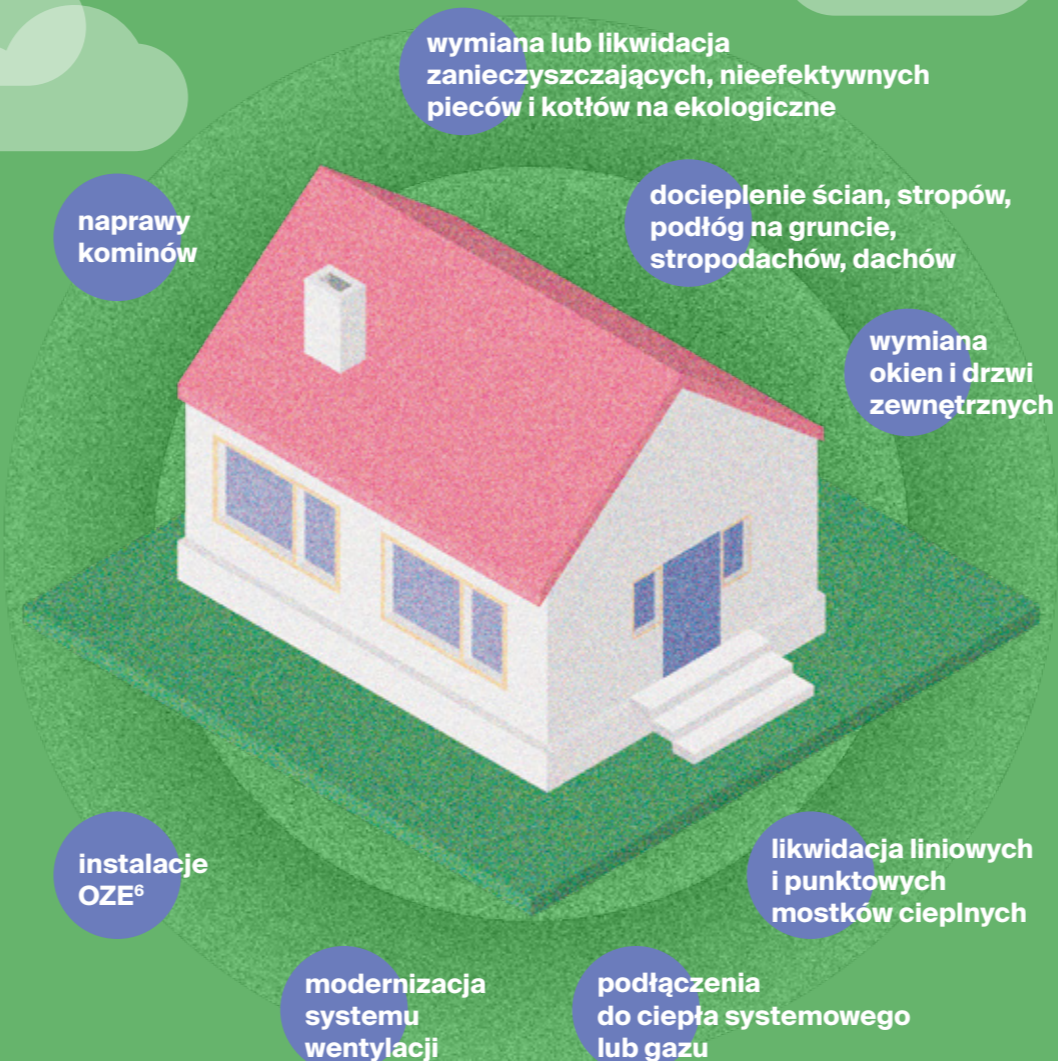 wymiana lub likwidacja
zanieczyszczających, nieefektywnych
pieców i kotłów na ekologiczne
naprawy
kominów
docieplenie ścian, stropów,
podłóg na gruncie,
stropodachów, dachów
wymiana
okien i drzwi
zewnętrznych
instalacje
OZE⁶
likwidacja liniowych
i punktowych
mostków cieplnych
modernizacja
systemu
wentylacji
podłączenia
do ciepła systemowego
lub gazu